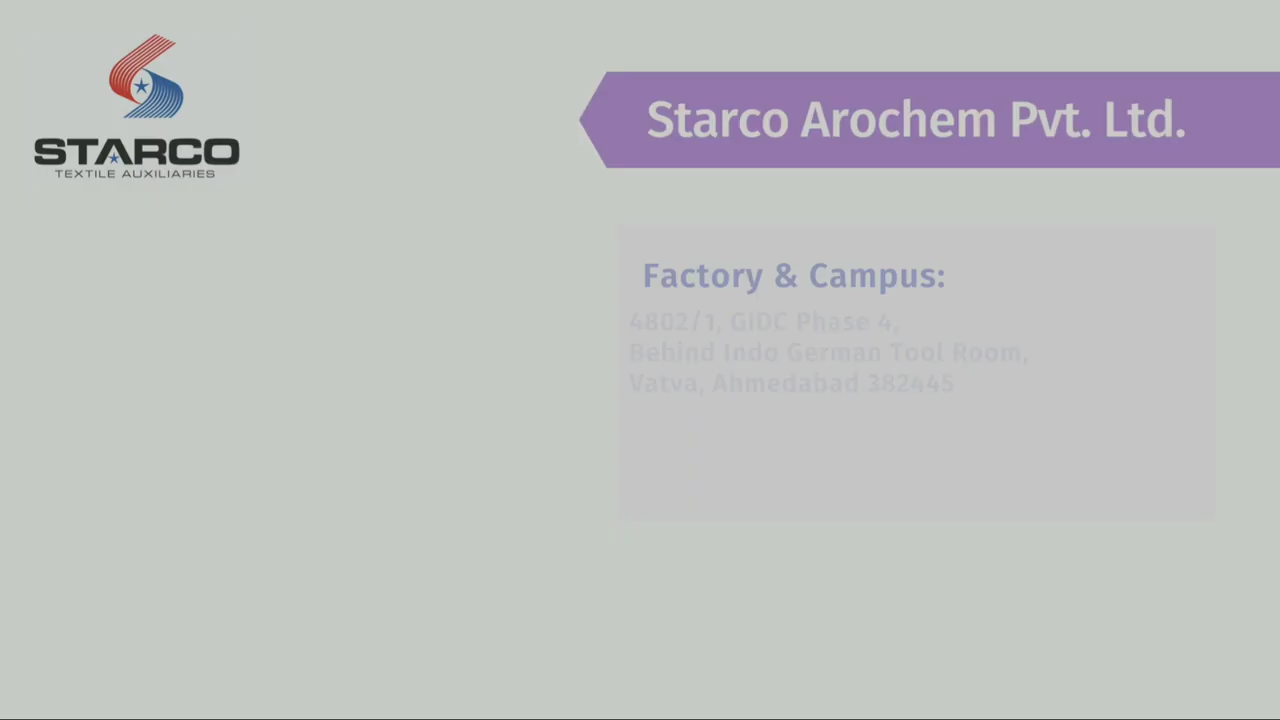 STARCO
TEXTILE AUXILIARIES
Starco Arochem Pvt. Ltd.
Factory & Campus:
4802/1, GIDC Phase 4,
Behind Indo German Tool Room,
Vatva, Ahmedabad 382445